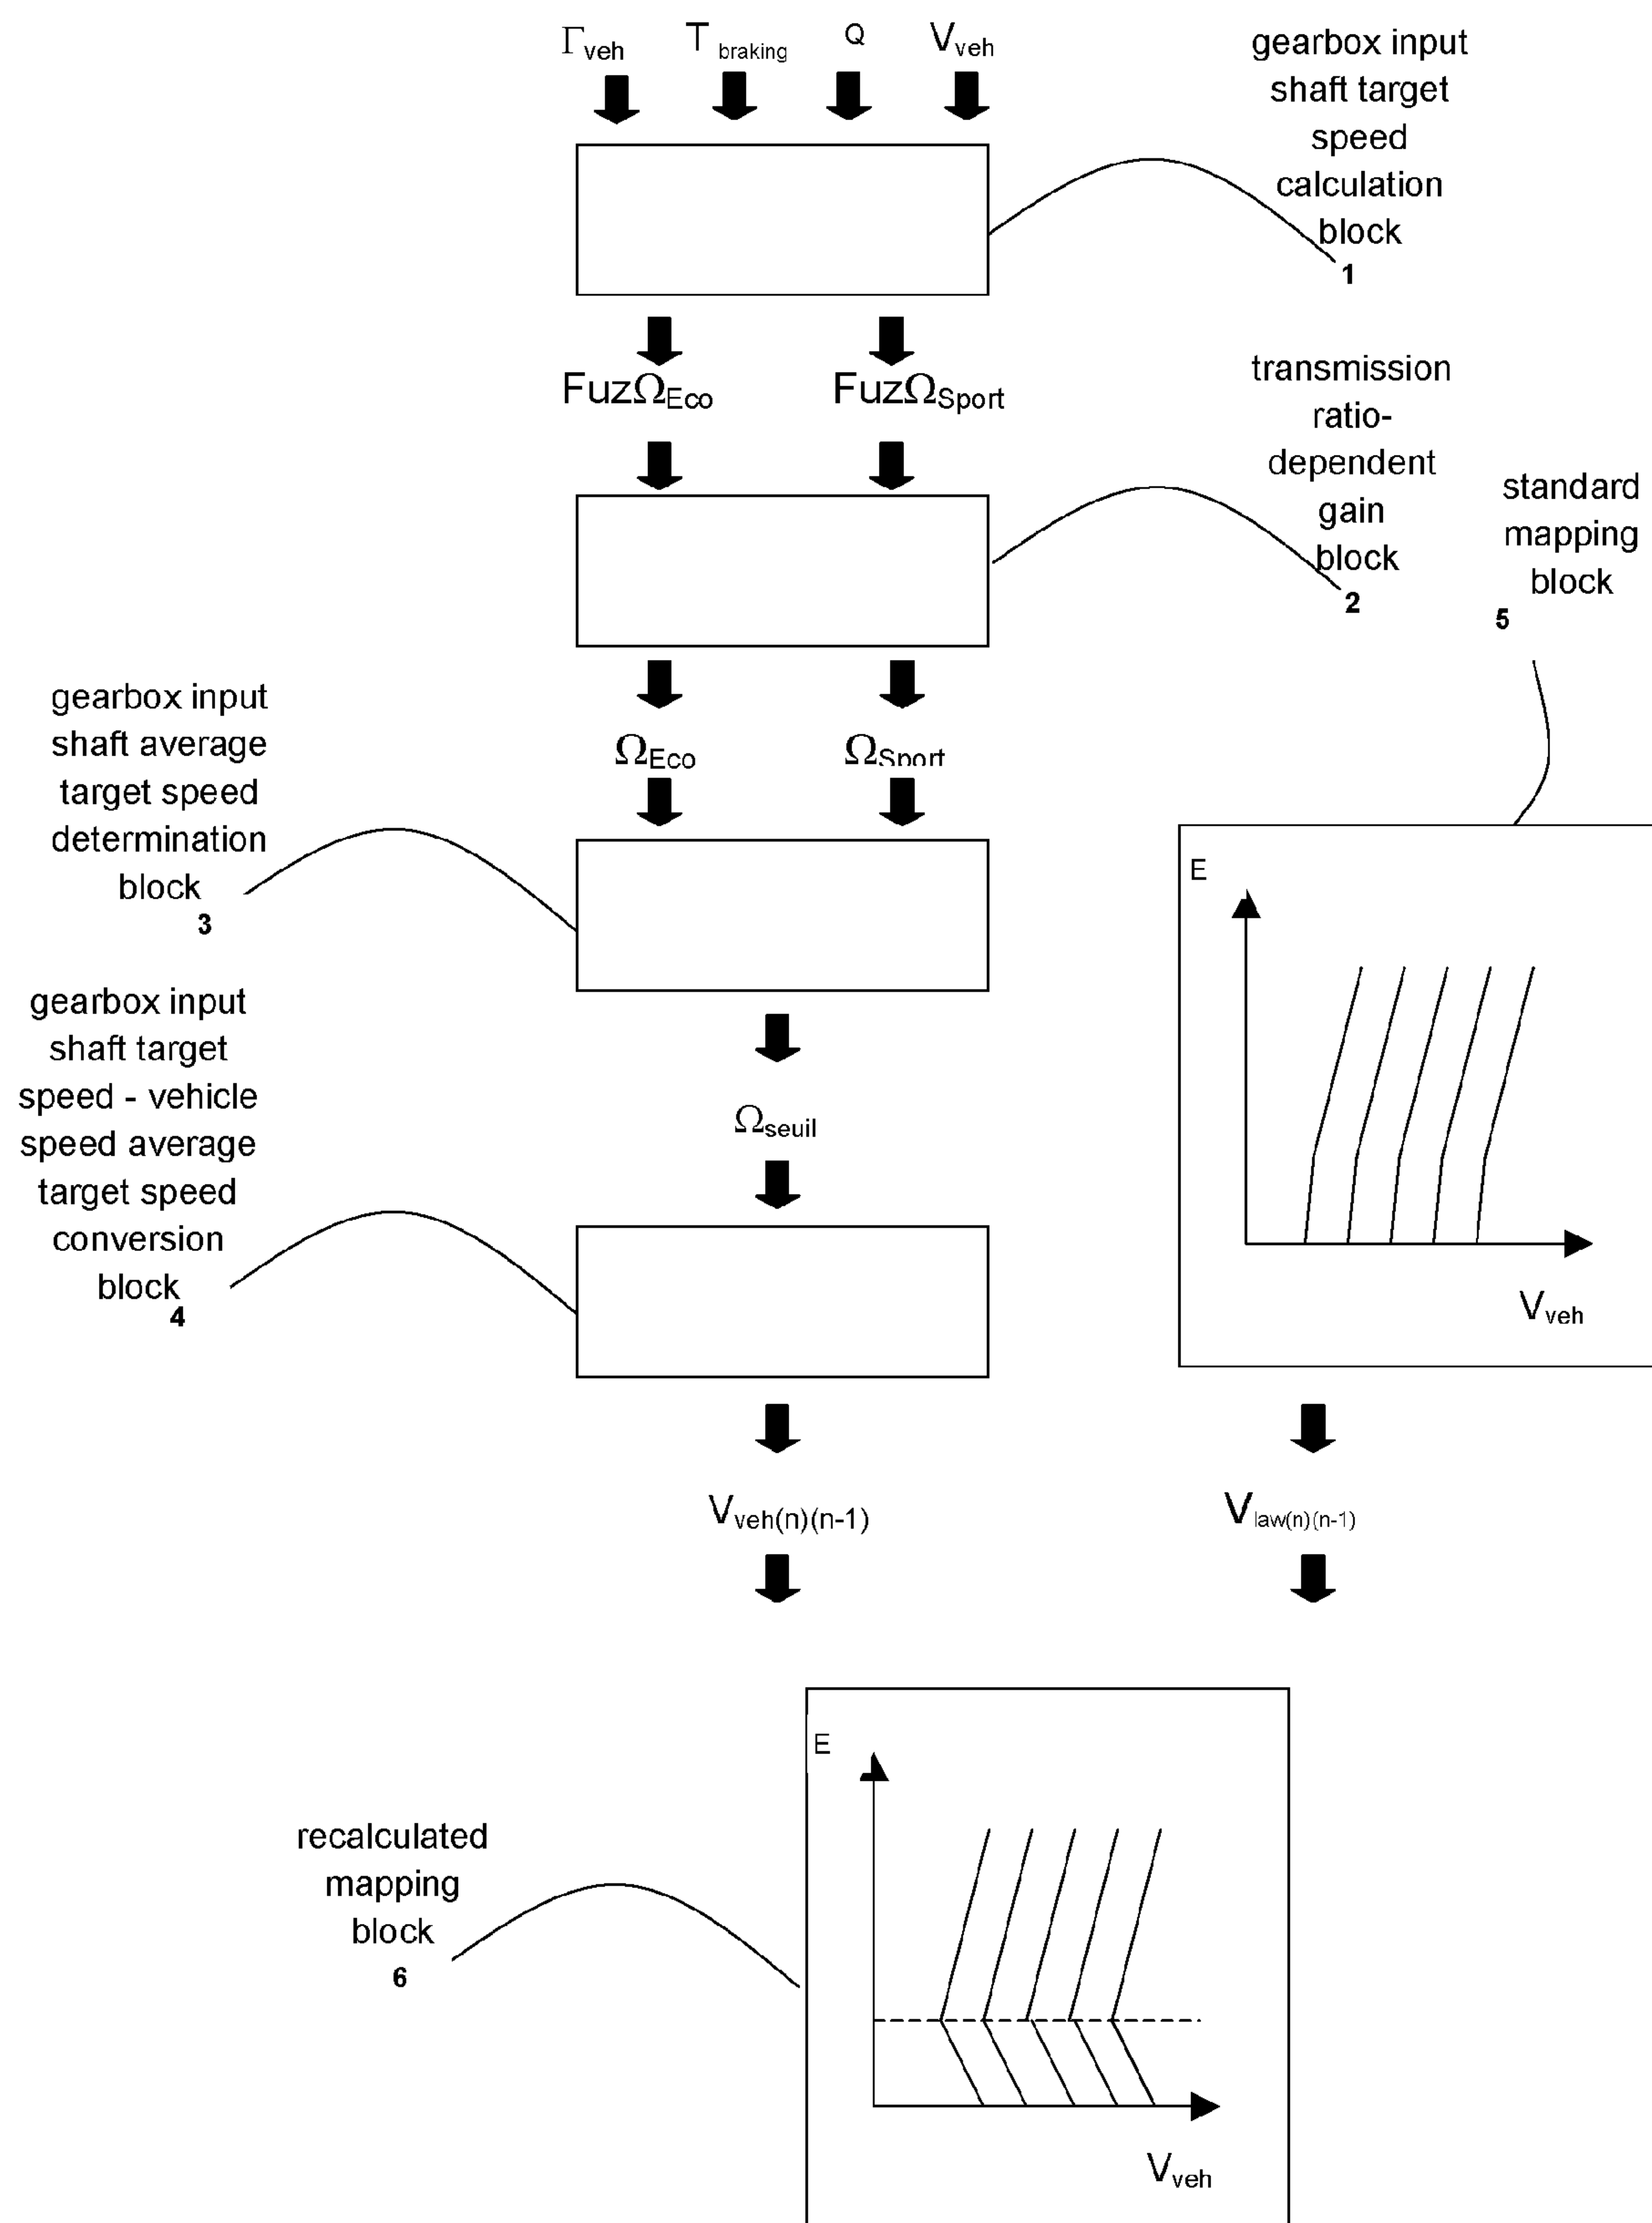 Γveh T braking Q Vveh
gearbox input
shaft target
speed
calculation
block
1
FuzΩEco FuzΩSport
transmission
ratio-
dependent
gain
block
2
standard
mapping
block
5
ΩEco ΩSport
gearbox input
shaft average
target speed
determination
block
3
E
Vveh
Ωseuil
gearbox input
shaft target
speed - vehicle
speed average
target speed
conversion
block
4
Vveh(n)(n-1) Vlaw(n)(n-1)
recalculated
mapping
block
6
E
Vveh